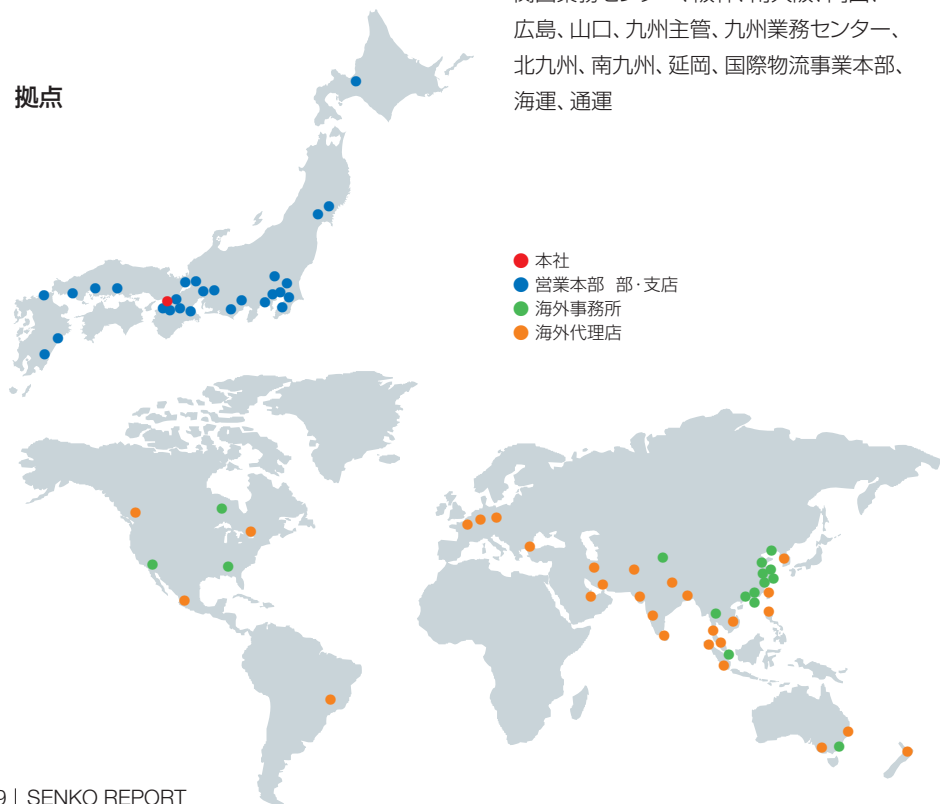 広島、山口、九州主管、九州業務センター、
北九州、南九州、延岡、国際物流事業本部、
海運、通運
拠点
本社
営業本部 部・支店
海外事務所
海外代理店
9 | SENKO REPORT